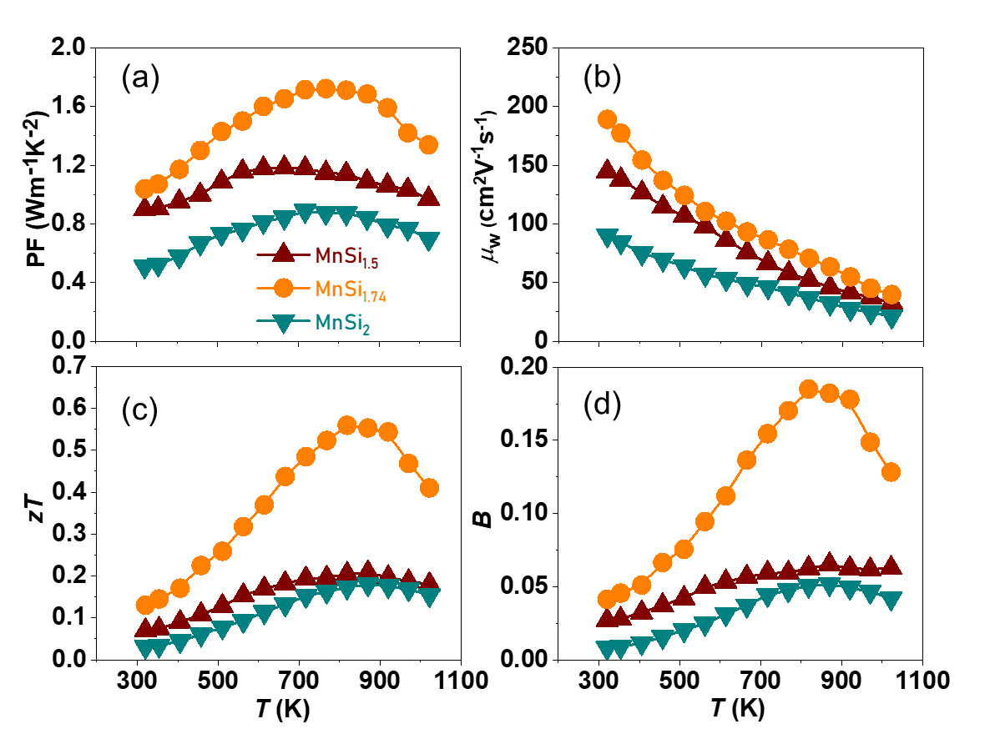 (a)
2.0
1.6
1.2
0.8
0.4
0.0
PF (Wm⁻¹K⁻²)
MnSi₁.₅
MnSi₁.₇₄
MnSi₂
(b)
250
200
150
100
50
0
μw (cm²V⁻¹s⁻¹)
(c)
0.7
0.6
0.5
0.4
0.3
0.2
0.1
0.0
zT
300 500 700 900 1100
T (K)
(d)
0.20
0.15
0.10
0.05
0.00
B
300 500 700 900 1100
T (K)